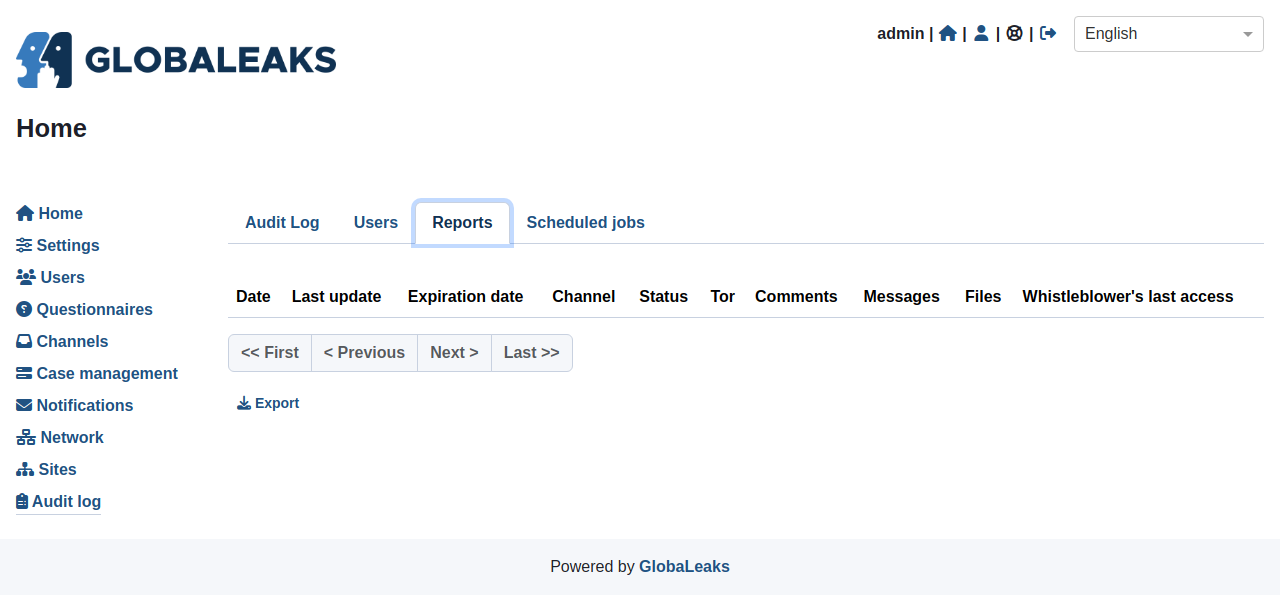 admin | | | | English
GLOBALEAKS
Home
Home
Settings
Users
Questionnaires
Channels
Case management
Notifications
Network
Sites
Audit log
Audit Log Users Reports Scheduled jobs
Date Last update Expiration date Channel Status Tor Comments Messages Files Whistleblower's last access
<< First < Previous Next > Last >>
Export
Powered by GlobaLeaks